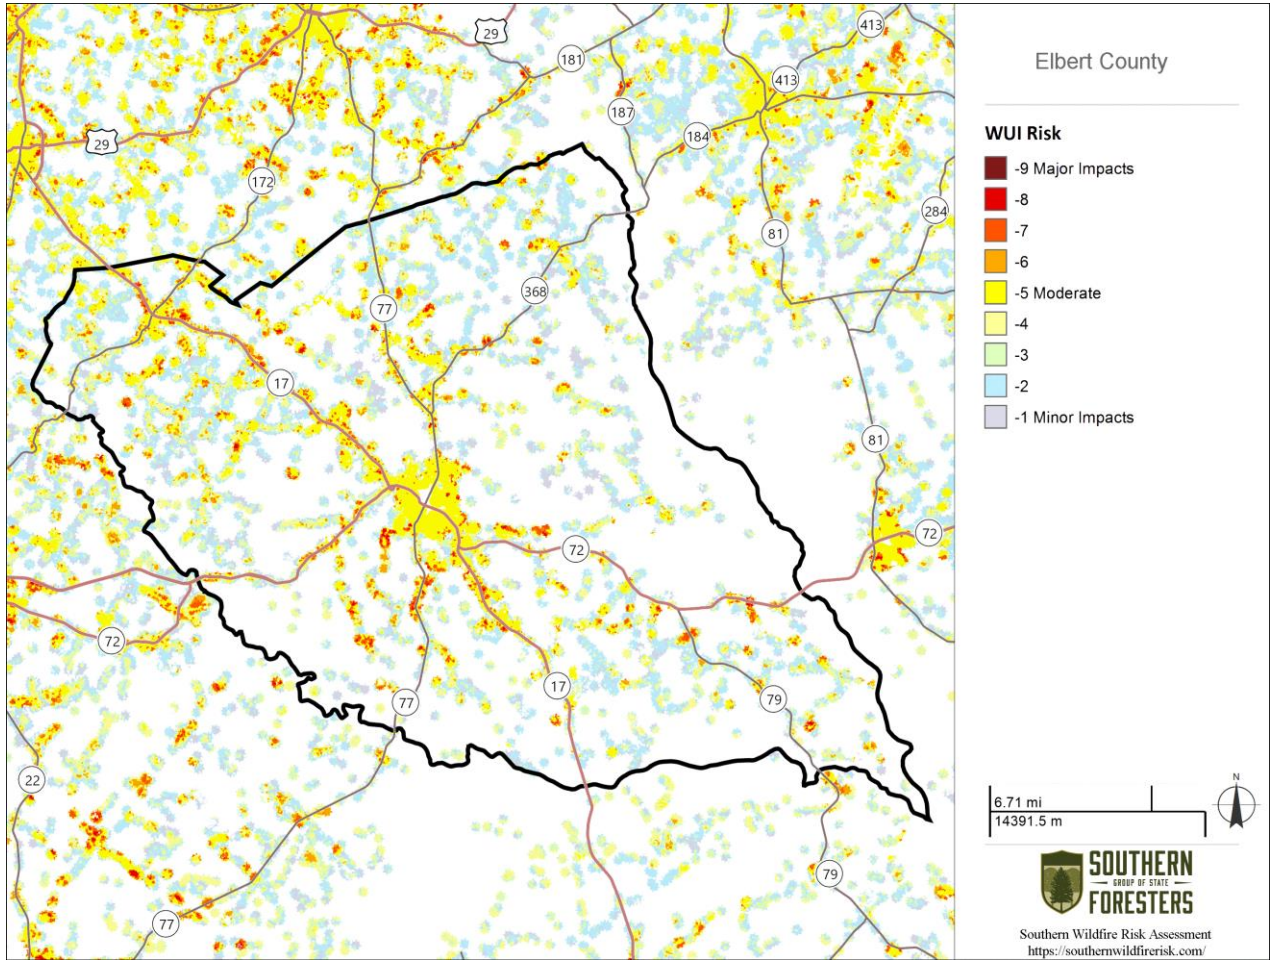 Elbert County
WUI Risk
-9 Major Impacts
-8
-7
-6
-5 Moderate
-4
-3
-2
-1 Minor Impacts
6.71 mi
14391.5 m
N
SOUTHERN
GROUP OF STATE
FORESTERS
Southern Wildfire Risk Assessment
https://southernwildfirerisk.com/
413
29
181
413
187
184
29
172
284
81
368
77
17
81
72
72
72
17
77
79
22
79
77